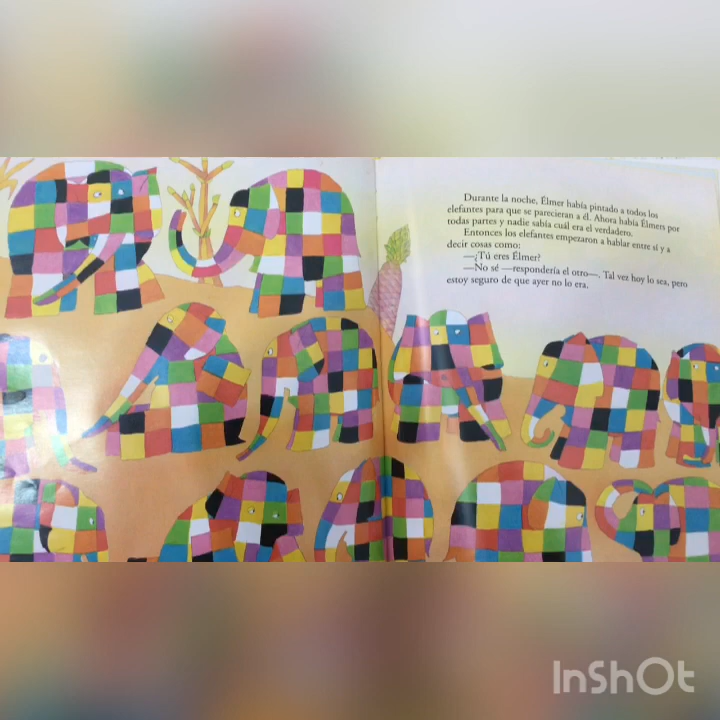 Durante la noche, Élmer había pintado a todos los
elefantes para que se parecieran a él. Ahora había Élmers por
todas partes y nadie sabía cuál era el verdadero.
Entonces los elefantes empezaron a hablar entre sí y a
decir cosas como:
—¿Tú eres Élmer?
—No sé —respondería el otro—. Tal vez hoy lo sea, pero
estoy seguro de que ayer no lo era.
InShOt